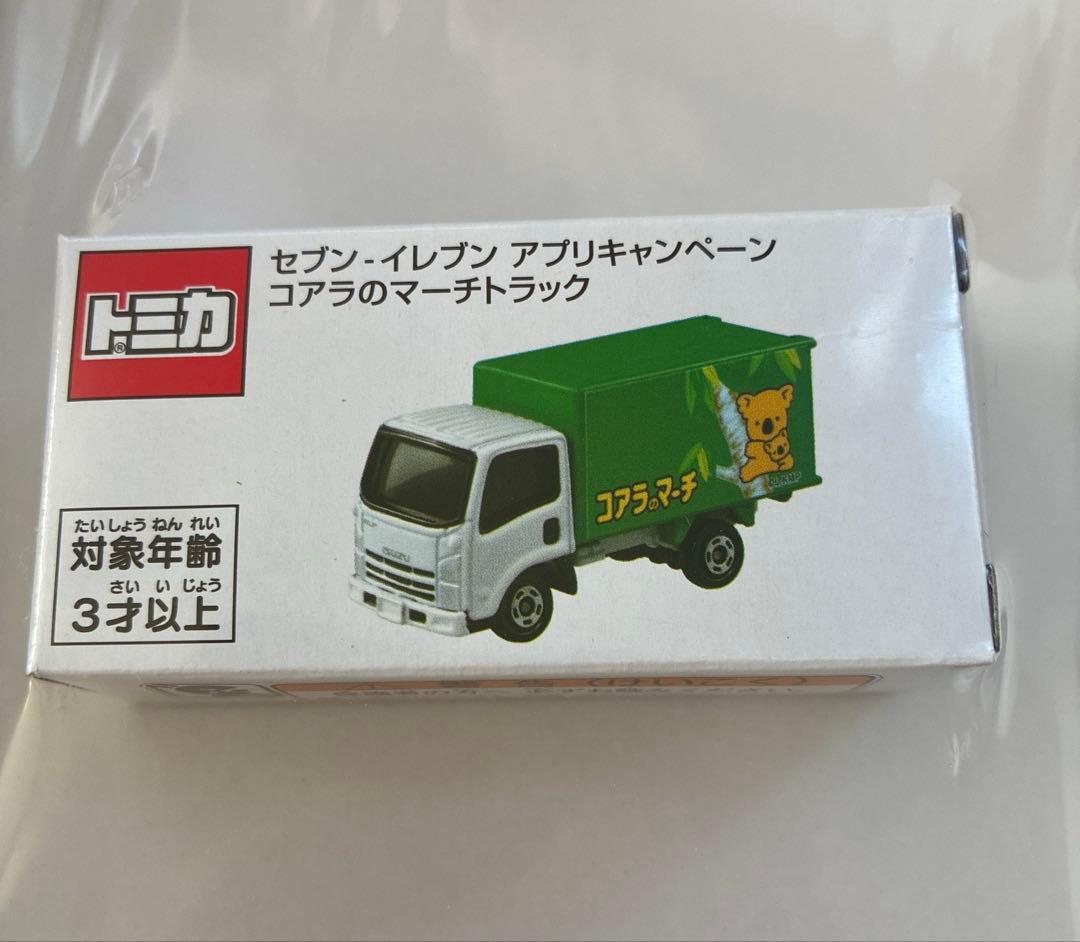 セブン-イレブン アプリキャンペーン
コアラのマーチトラック
トミカ®
コアラのマーチ
ISUZU
たいしょう ねん れい
対象年齢
さい い じょう
3才以上